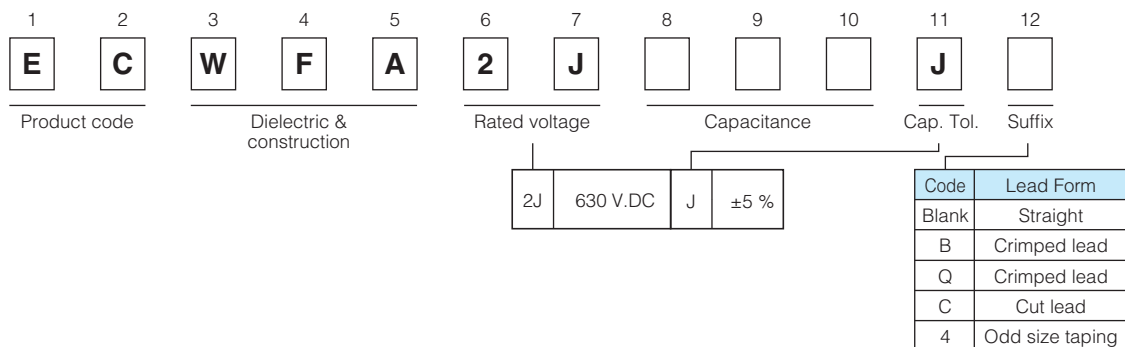 1 2 3 4 5 6 7 8 9 10 11 12
E C W F A 2 J J
Product code Dielectric & Rated voltage Capacitance Cap. Tol. Suffix
construction
2J 630 V.DC J ±5 %
Code Lead Form
Blank Straight
B Crimped lead
Q Crimped lead
C Cut lead
4 Odd size taping